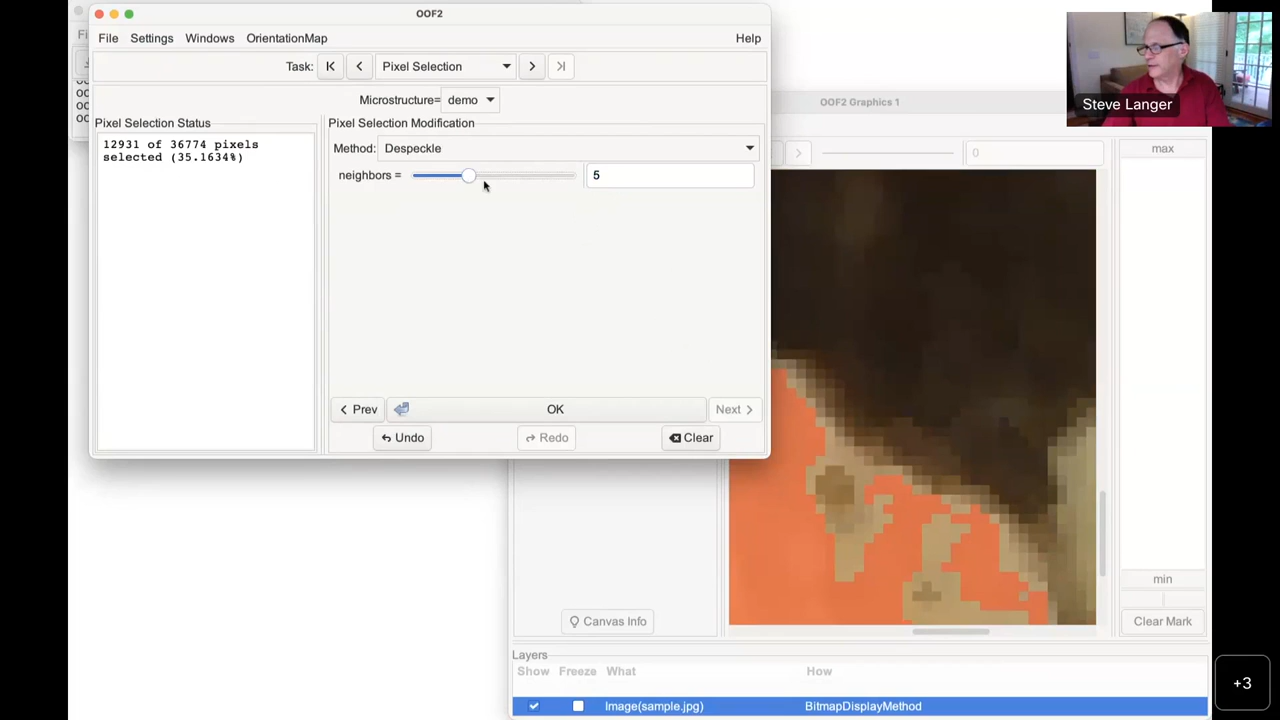 OOF2
File Settings Windows OrientationMap Help
Task: Pixel Selection
Microstructure= demo
Pixel Selection Status
12931 of 36774 pixels
selected (35.1634%)
Pixel Selection Modification
Method: Despeckle
neighbors = 5
Prev OK Next
Undo Redo Clear
OOF2 Graphics 1
0
max
min
Clear Mark
Canvas Info
Layers
Show Freeze What How
Image(sample.jpg) BitmapDisplayMethod
Steve Langer
+3